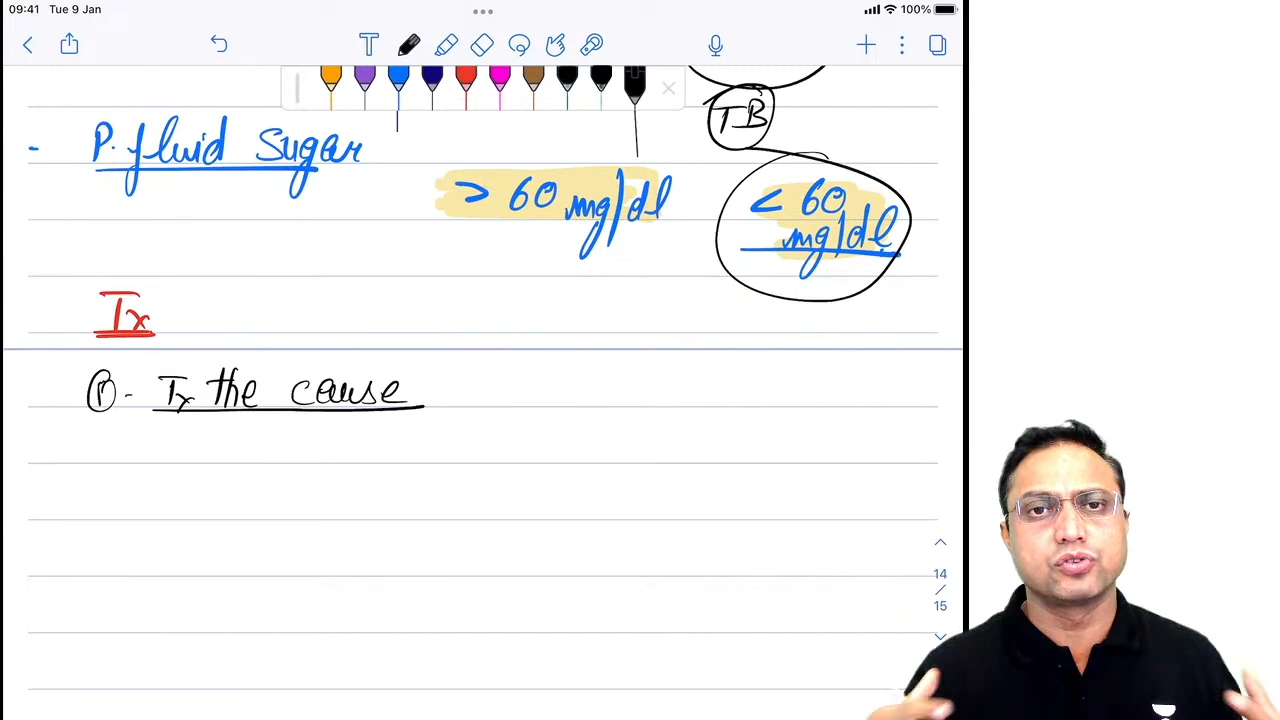 09:41 Tue 9 Jan 100%
T
TB
- P. fluid Sugar
> 60 mg/dl
< 60
mg/dl
Tx
① - Tx the cause
14
/
15